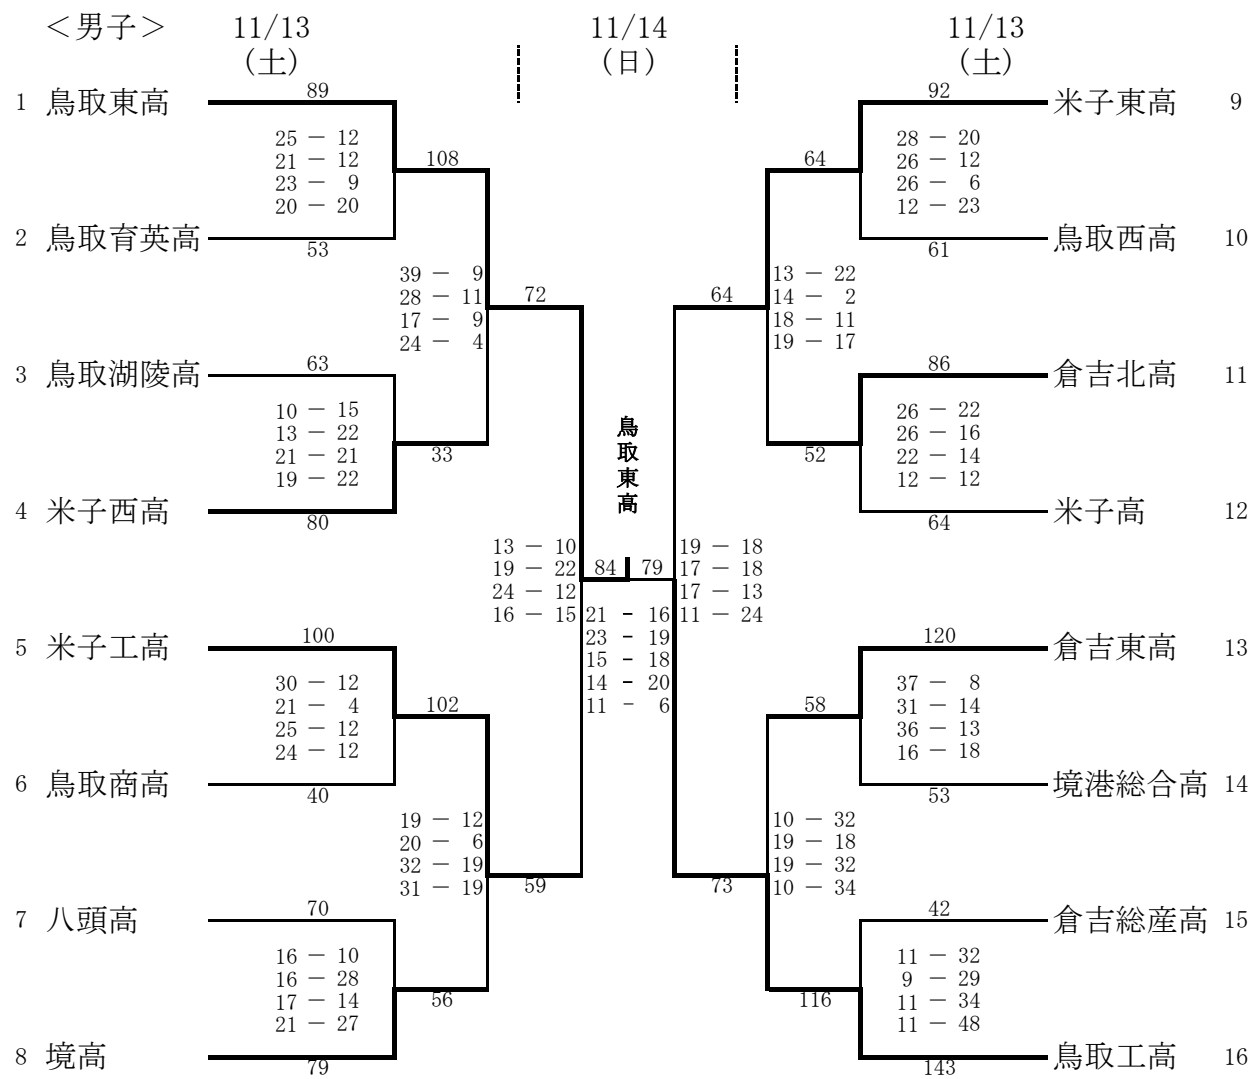 ＜男子＞ 11/13 11/14 11/13
（土） （日） （土）
1 鳥取東高 89 92 米子東高 9
25 － 12 28 － 20
21 － 12 108 64 26 － 12
23 － 9 26 － 6
20 － 20 12 － 23
2 鳥取育英高 53 61 鳥取西高 10
39 － 9 13 － 22
28 － 11 72 64 14 － 2
17 － 9 18 － 11
24 － 4 19 － 17
3 鳥取湖陵高 63 86 倉吉北高 11
10 － 15 26 － 22
13 － 22 26 － 16
21 － 21 33 52 22 － 14
19 － 22 12 － 12
鳥取東高
4 米子西高 80 64 米子高 12
13 － 10 19 － 18
19 － 22 84 79 17 － 18
24 － 12 17 － 13
16 － 15 21 - 16 11 － 24
23 - 19
15 - 18
14 - 20
11 - 6
5 米子工高 100 120 倉吉東高 13
30 － 12 37 － 8
21 － 4 102 58 31 － 14
25 － 12 36 － 13
24 － 12 16 － 18
6 鳥取商高 40 53 境港総合高 14
19 － 12 10 － 32
20 － 6 19 － 18
32 － 19 19 － 32
31 － 19 59 73 10 － 34
7 八頭高 70 42 倉吉総産高 15
16 － 10 11 － 32
16 － 28 9 － 29
17 － 14 56 116 11 － 34
21 － 27 11 － 48
8 境高 79 143 鳥取工高 16